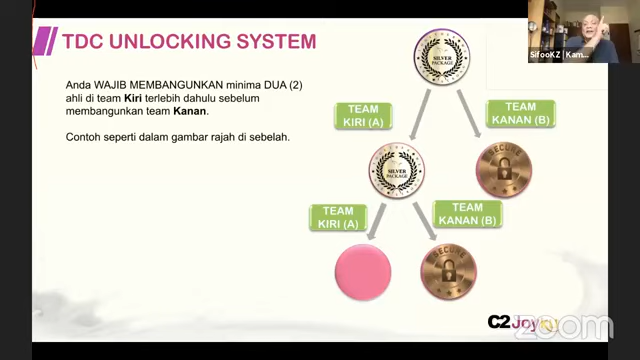 TDC UNLOCKING SYSTEM
SifooKZ | Kam
Anda WAJIB MEMBANGUNKAN minima DUA (2)
ahli di team Kiri terlebih dahulu sebelum
membangunkan team Kanan.
Contoh seperti dalam gambar rajah di sebelah.
SILVER
PACKAGE
TEAM
KIRI (A)
TEAM
KANAN (B)
SILVER
PACKAGE
SECURE
TEAM
KIRI (A)
TEAM
KANAN (B)
SECURE
C2Joy
zoom